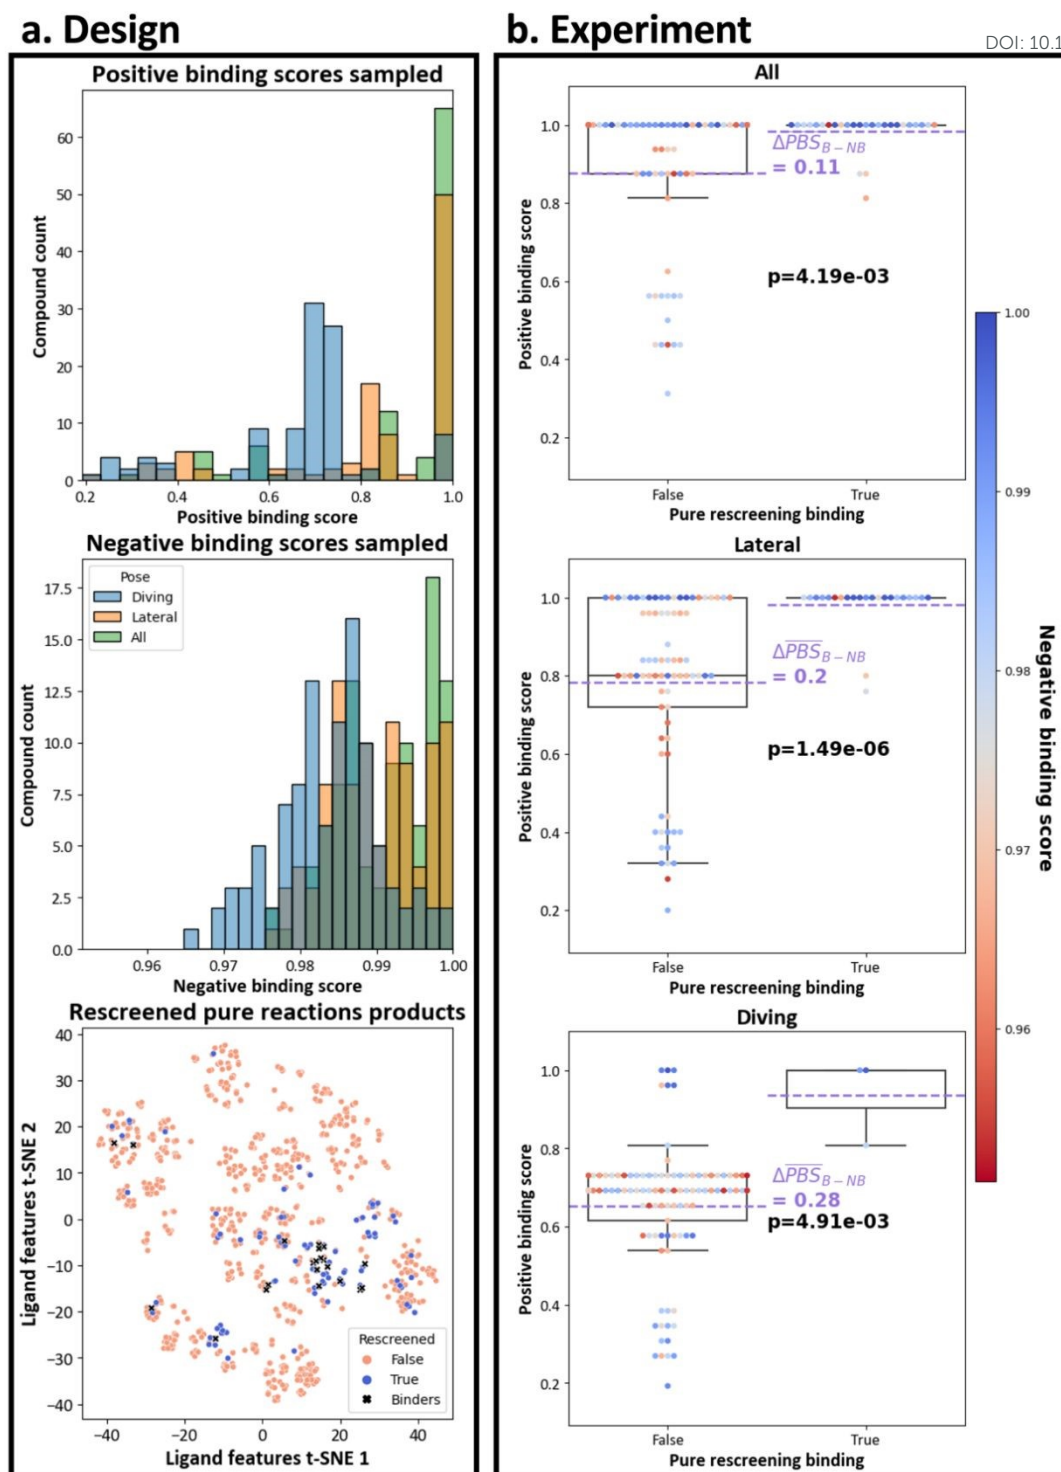 a. Design
b. Experiment
DOI: 10.1
Positive binding scores sampled
60
50
40
30
20
10
0
Compound count
0.2 0.4 0.6 0.8 1.0
Positive binding score
Negative binding scores sampled
17.5
15.0
12.5
10.0
7.5
5.0
2.5
0.0
Compound count
Pose
Diving
Lateral
All
0.96 0.97 0.98 0.99 1.00
Negative binding score
Rescreened pure reactions products
40
30
20
10
0
−10
−20
−30
−40
Ligand features t-SNE 2
Rescreened
False
True
Binders
−40 −20 0 20 40
Ligand features t-SNE 1
All
1.0
0.8
0.6
0.4
0.2
Positive binding score
ΔPBS B − NB
= 0.11
p=4.19e-03
False True
Pure rescreening binding
Lateral
1.0
0.8
0.6
0.4
0.2
Positive binding score
ΔPBS B − NB
= 0.2
p=1.49e-06
False True
Pure rescreening binding
Diving
1.0
0.8
0.6
0.4
0.2
Positive binding score
ΔPBS B − NB
= 0.28
p=4.91e-03
False True
Pure rescreening binding
1.00
0.99
0.98
0.97
0.96
Negative binding score